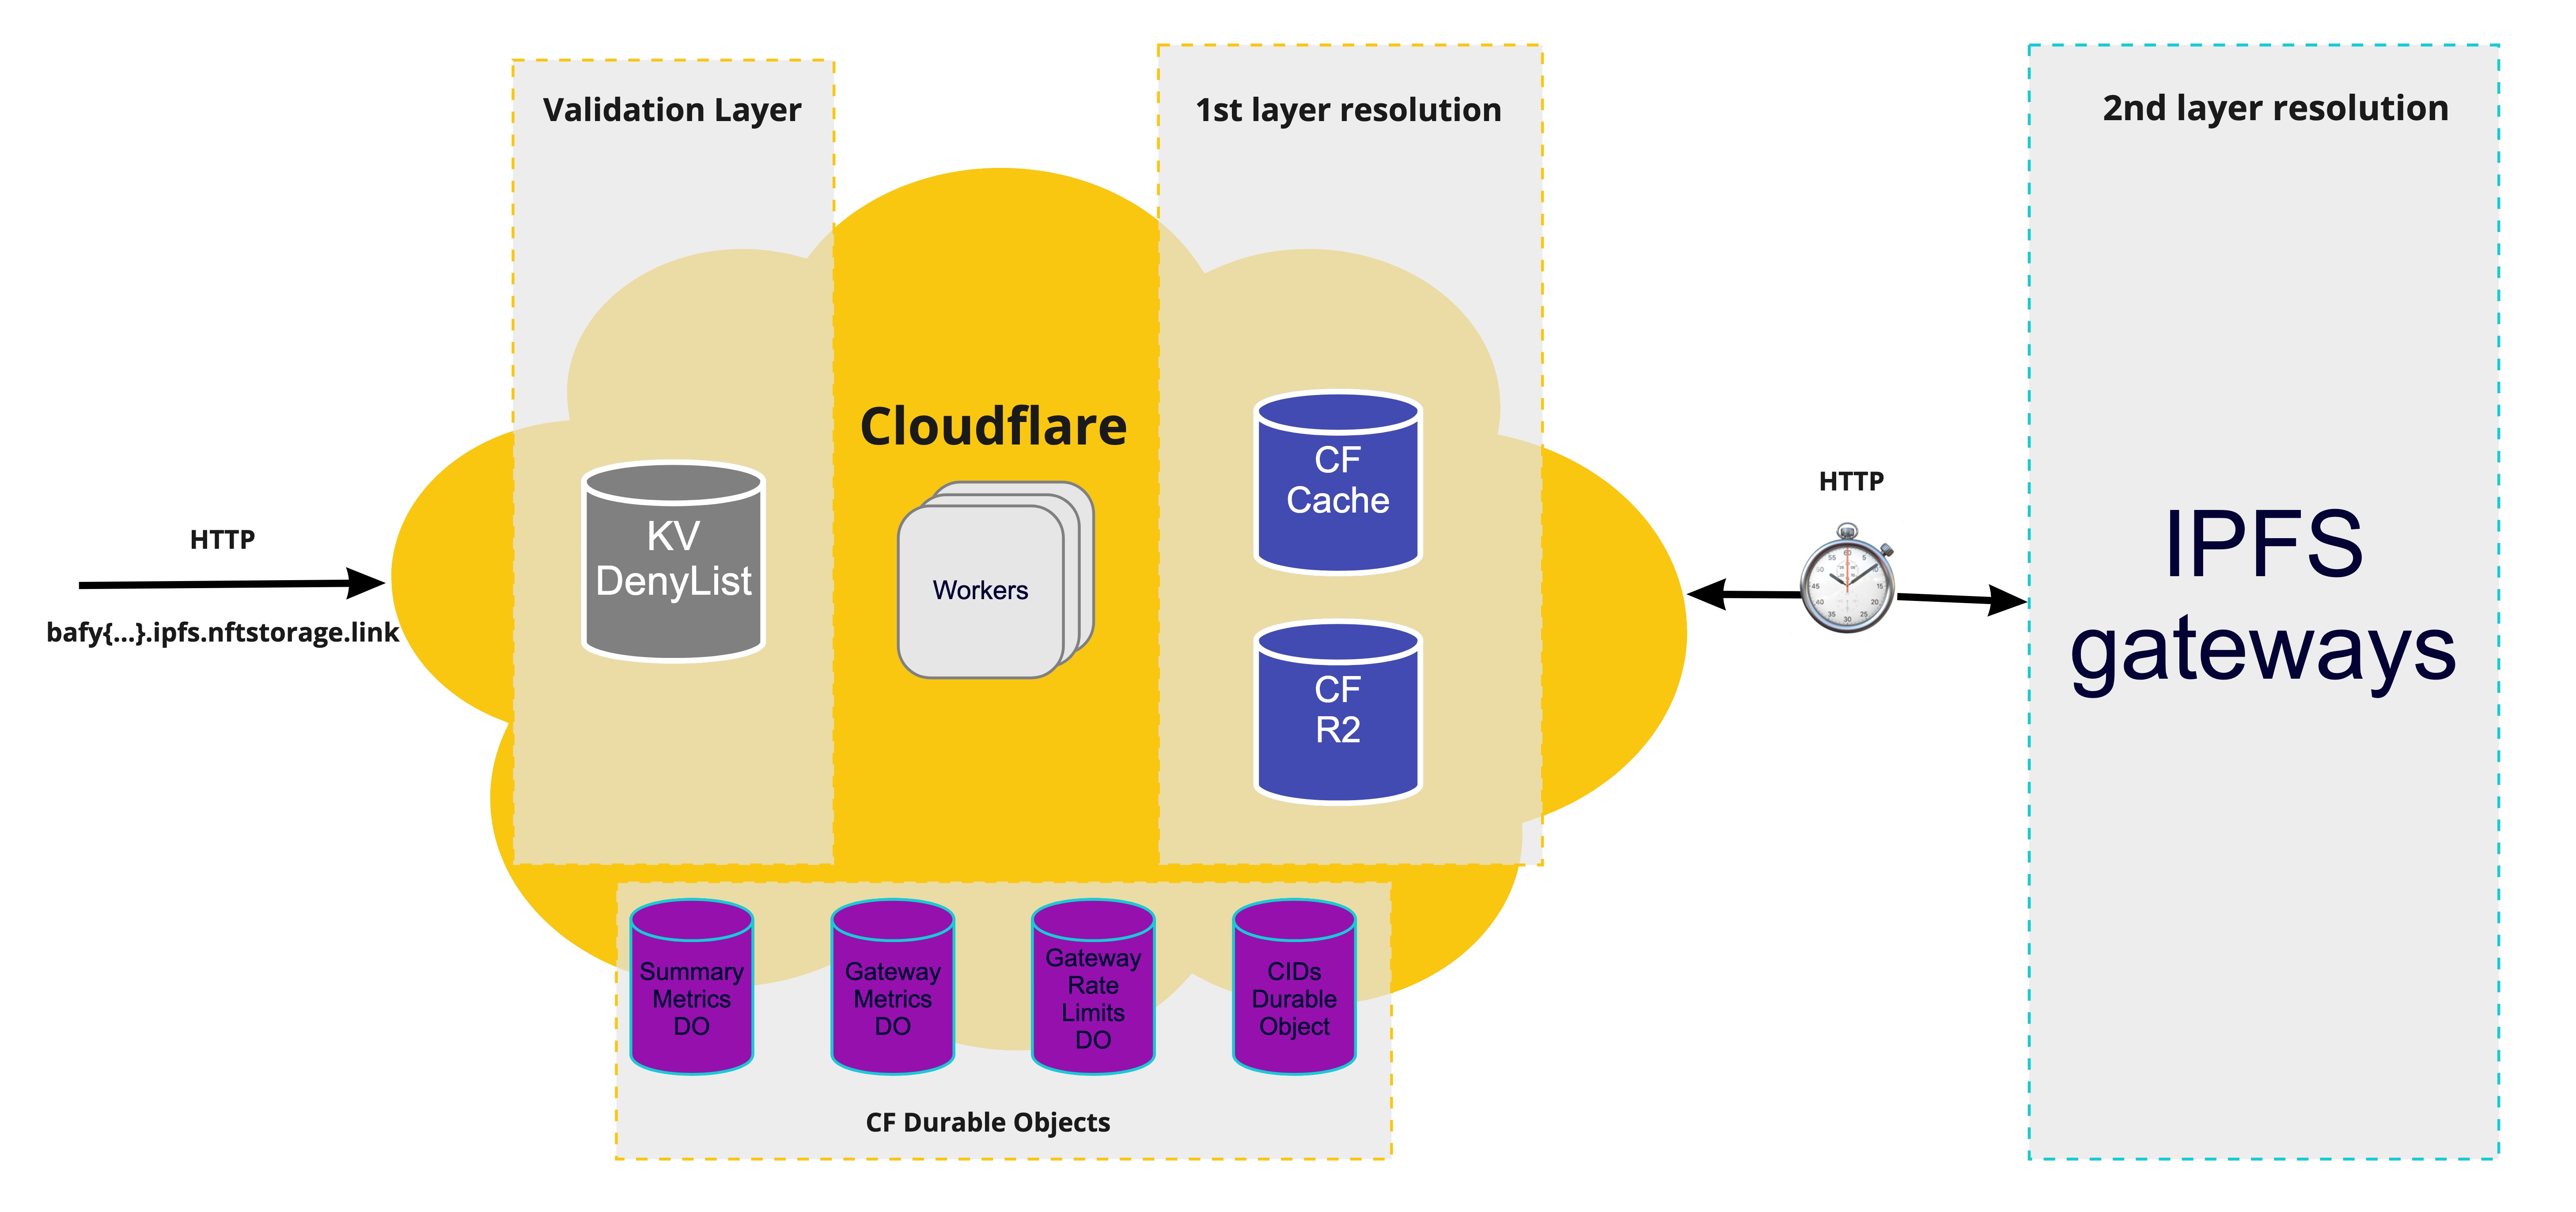 Validation Layer
1st layer resolution
2nd layer resolution
Cloudflare
HTTP
bafy{...}.ipfs.nftstorage.link
KV
DenyList
Workers
CF
Cache
CF
R2
HTTP
IPFS
gateways
Summary
Metrics
DO
Gateway
Metrics
DO
Gateway
Rate
Limits
DO
CIDs
Durable
Object
CF Durable Objects